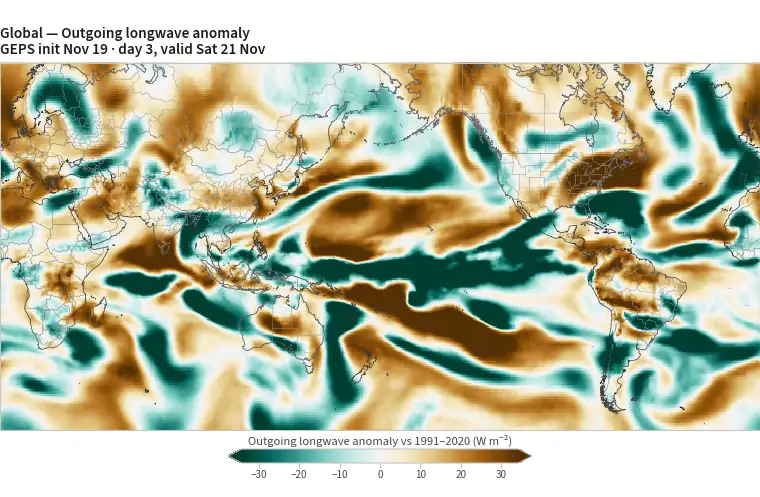 Global — Outgoing longwave anomaly
GEPS init Nov 19 · day 3, valid Sat 21 Nov
Outgoing longwave anomaly vs 1991–2020 (W m⁻²)
−30 −20 −10 0 10 20 30